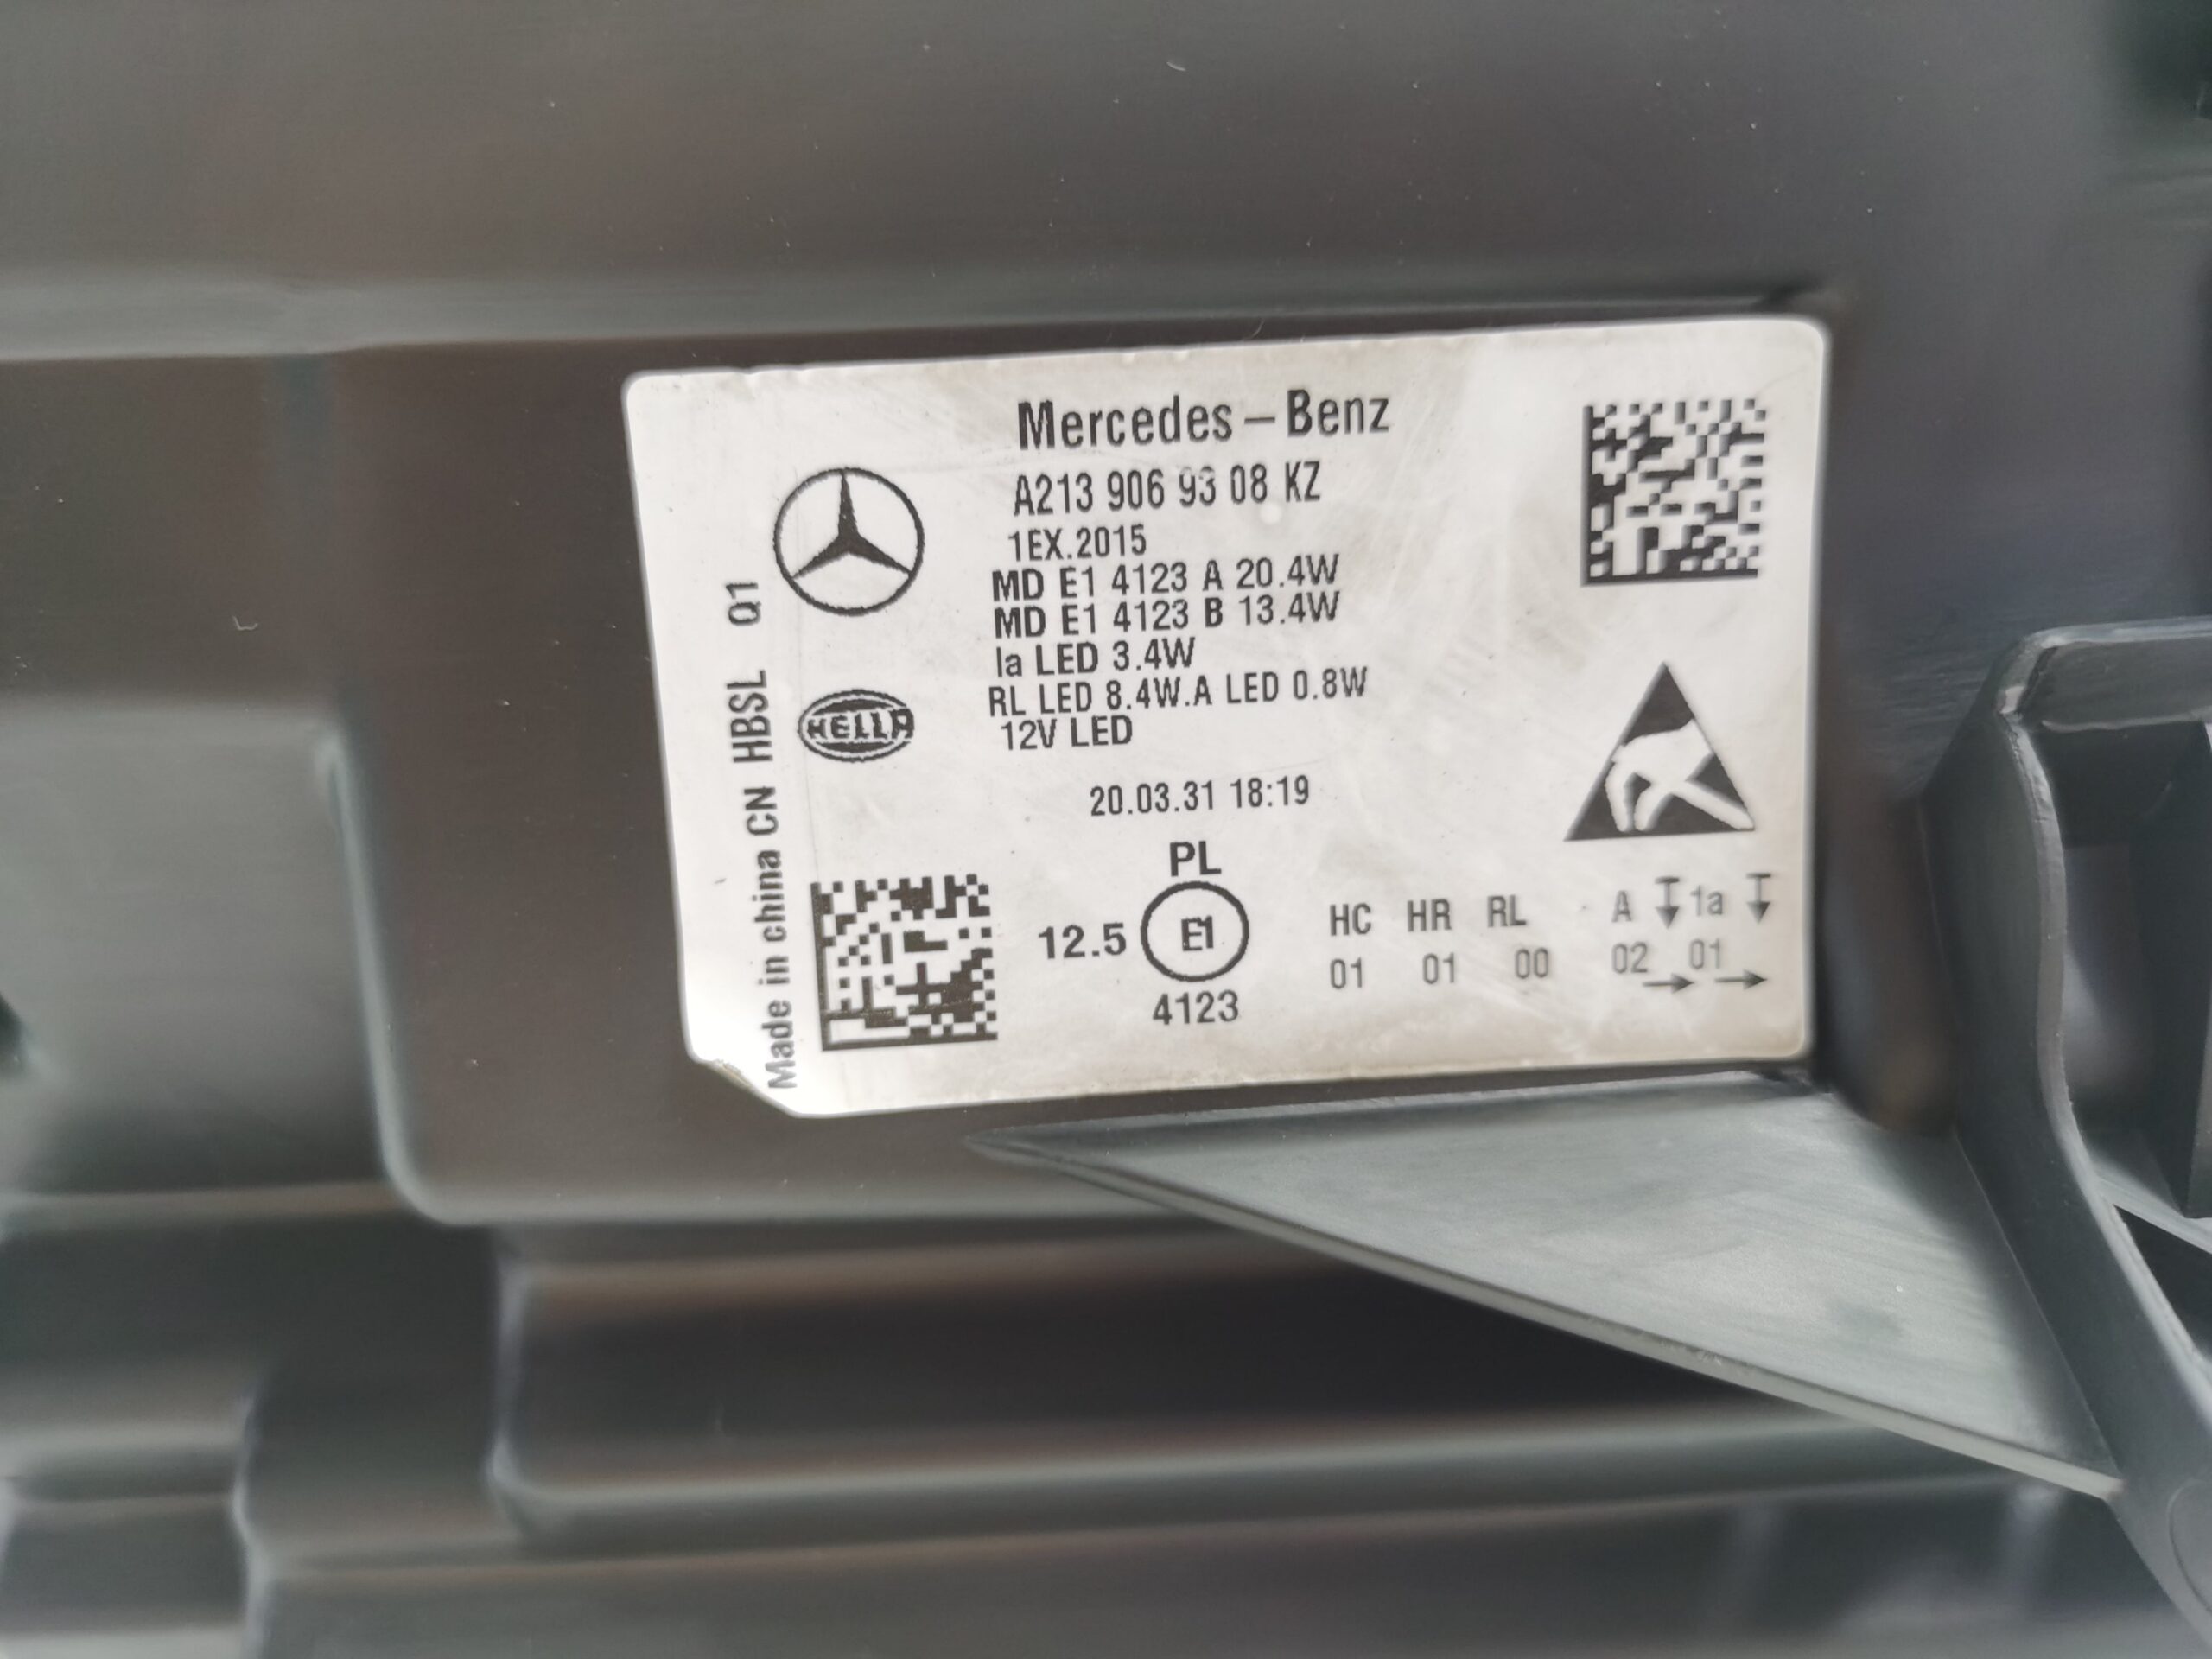 Mercedes-Benz
A213 906 93 08 KZ
1EX.2015
MD E1 4123 A 20.4W
MD E1 4123 B 13.4W
Ia LED 3.4W
RL LED 8.4W.A LED 0.8W
12V LED
HELLA
Made in china CN HBSL Q1
20.03.31 18:19
PL
12.5 E1
4123
HC HR RL A 1a
01 01 00 02 01